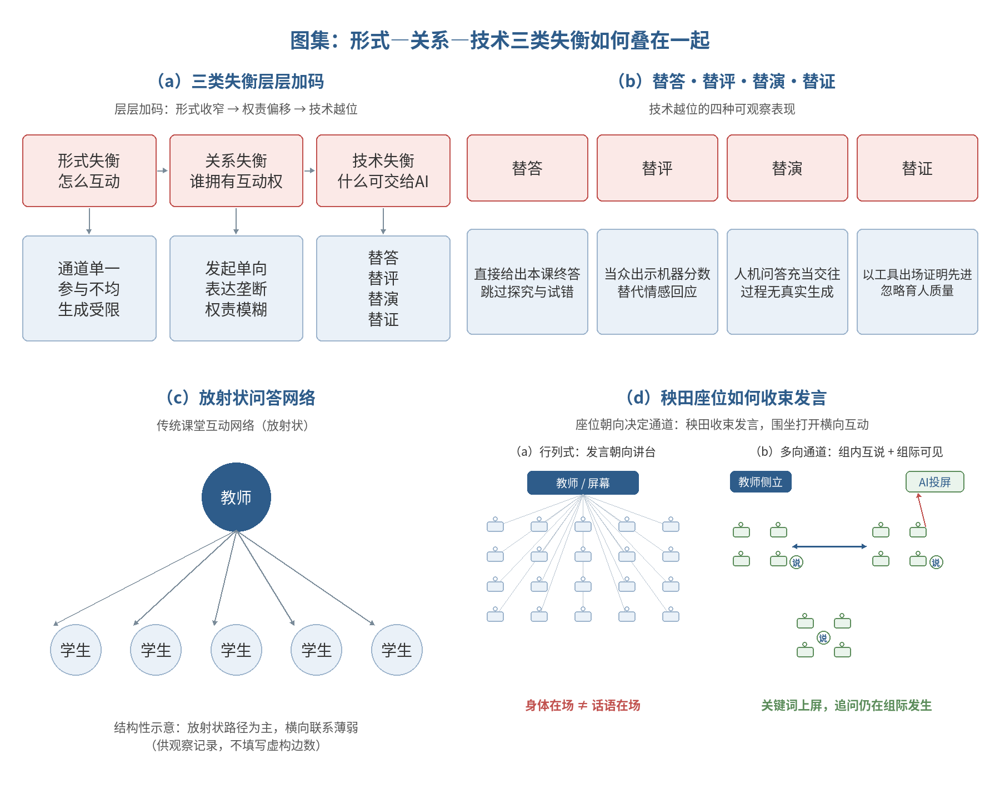 图集：形式—关系—技术三类失衡如何叠在一起
（a）三类失衡层层加码
层层加码：形式收窄 → 权责偏移 → 技术越位
形式失衡
怎么互动
关系失衡
谁拥有互动权
技术失衡
什么可交给AI
通道单一
参与不均
生成受限
发起单向
表达垄断
权责模糊
替答
替评
替演
替证
（b）替答·替评·替演·替证
技术越位的四种可观察表现
替答
替评
替演
替证
直接给出本课终答
跳过探究与试错
当众出示机器分数
替代情感回应
人机问答充当交往
过程无真实生成
以工具出场证明先进
忽略育人质量
（c）放射状问答网络
传统课堂互动网络（放射状）
教师
学生
学生
学生
学生
学生
结构性示意：放射状路径为主，横向联系薄弱
（供观察记录，不填写虚构边数）
（d）秧田座位如何收束发言
座位朝向决定通道：秧田收束发言，围坐打开横向互动
（a）行列式：发言朝向讲台
教师 / 屏幕
身体在场 ≠ 话语在场
（b）多向通道：组内互说 + 组际可见
教师侧立
AI投屏
说
说
说
关键词上屏，追问仍在组际发生